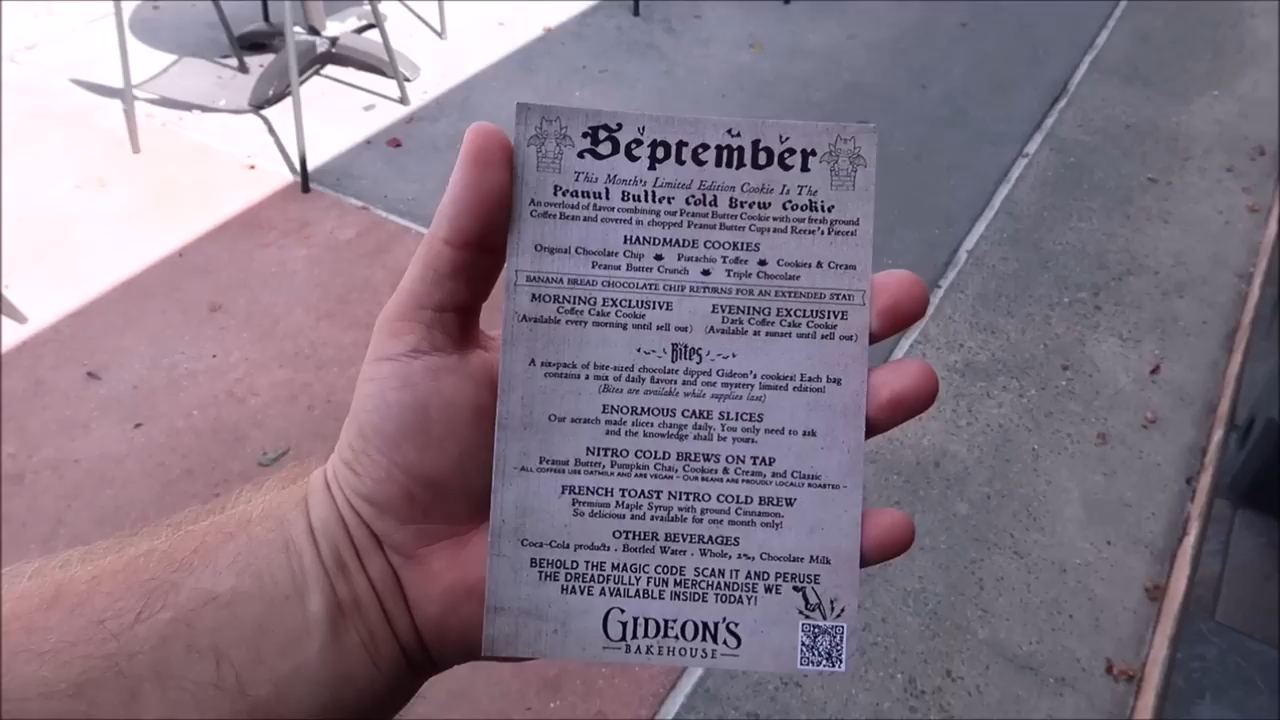 September
This Month's Limited Edition Cookie Is The
Peanut Butter Cold Brew Cookie
An overload of flavor combining our Peanut Butter Cookie with our fresh ground
Coffee Bean and covered in chopped Peanut Butter Cups and Reese's Pieces!
HANDMADE COOKIES
Original Chocolate Chip Pistachio Toffee Cookies & Cream
Peanut Butter Crunch Triple Chocolate
BANANA BREAD CHOCOLATE CHIP RETURNS FOR AN EXTENDED STAY!
MORNING EXCLUSIVE
Coffee Cake Cookie
(Available every morning until sell out)
EVENING EXCLUSIVE
Dark Coffee Cake Cookie
(Available at sunset until sell out)
Bites
A six-pack of bite-sized chocolate dipped Gideon's cookies! Each bag
contains a mix of daily flavors and one mystery limited edition!
(Bites are available while supplies last)
ENORMOUS CAKE SLICES
Our scratch made slices change daily. You only need to ask
and the knowledge shall be yours.
NITRO COLD BREWS ON TAP
Peanut Butter, Pumpkin Chai, Cookies & Cream, and Classic
- ALL COFFEES USE OATMILK AND ARE VEGAN - OUR BEANS ARE PROUDLY LOCALLY ROASTED -
FRENCH TOAST NITRO COLD BREW
Premium Maple Syrup with ground Cinnamon.
So delicious and available for one month only!
OTHER BEVERAGES
Coca-Cola products . Bottled Water . Whole, 2%, Chocolate Milk
BEHOLD THE MAGIC CODE SCAN IT AND PERUSE
THE DREADFULLY FUN MERCHANDISE WE
HAVE AVAILABLE INSIDE TODAY!
GIDEON'S
BAKEHOUSE